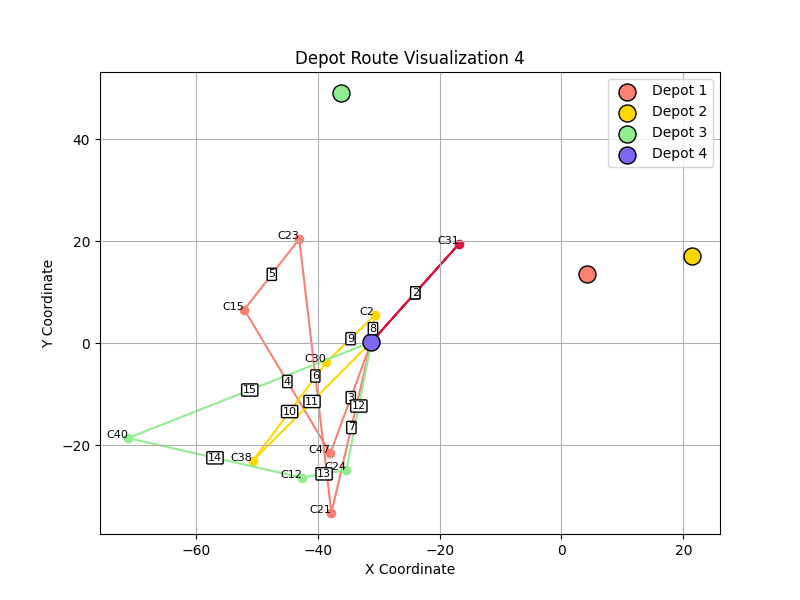 Depot Route Visualization 4
Depot 1
Depot 2
Depot 3
Depot 4
40
20
0
−20
−60
−40
−20
0
20
Y Coordinate
X Coordinate
C23
C31
5
2
C15
C2
8
9
C30
6
4
15
3
11
12
10
7
C40
C47
14
C38
C24
13
C12
C21